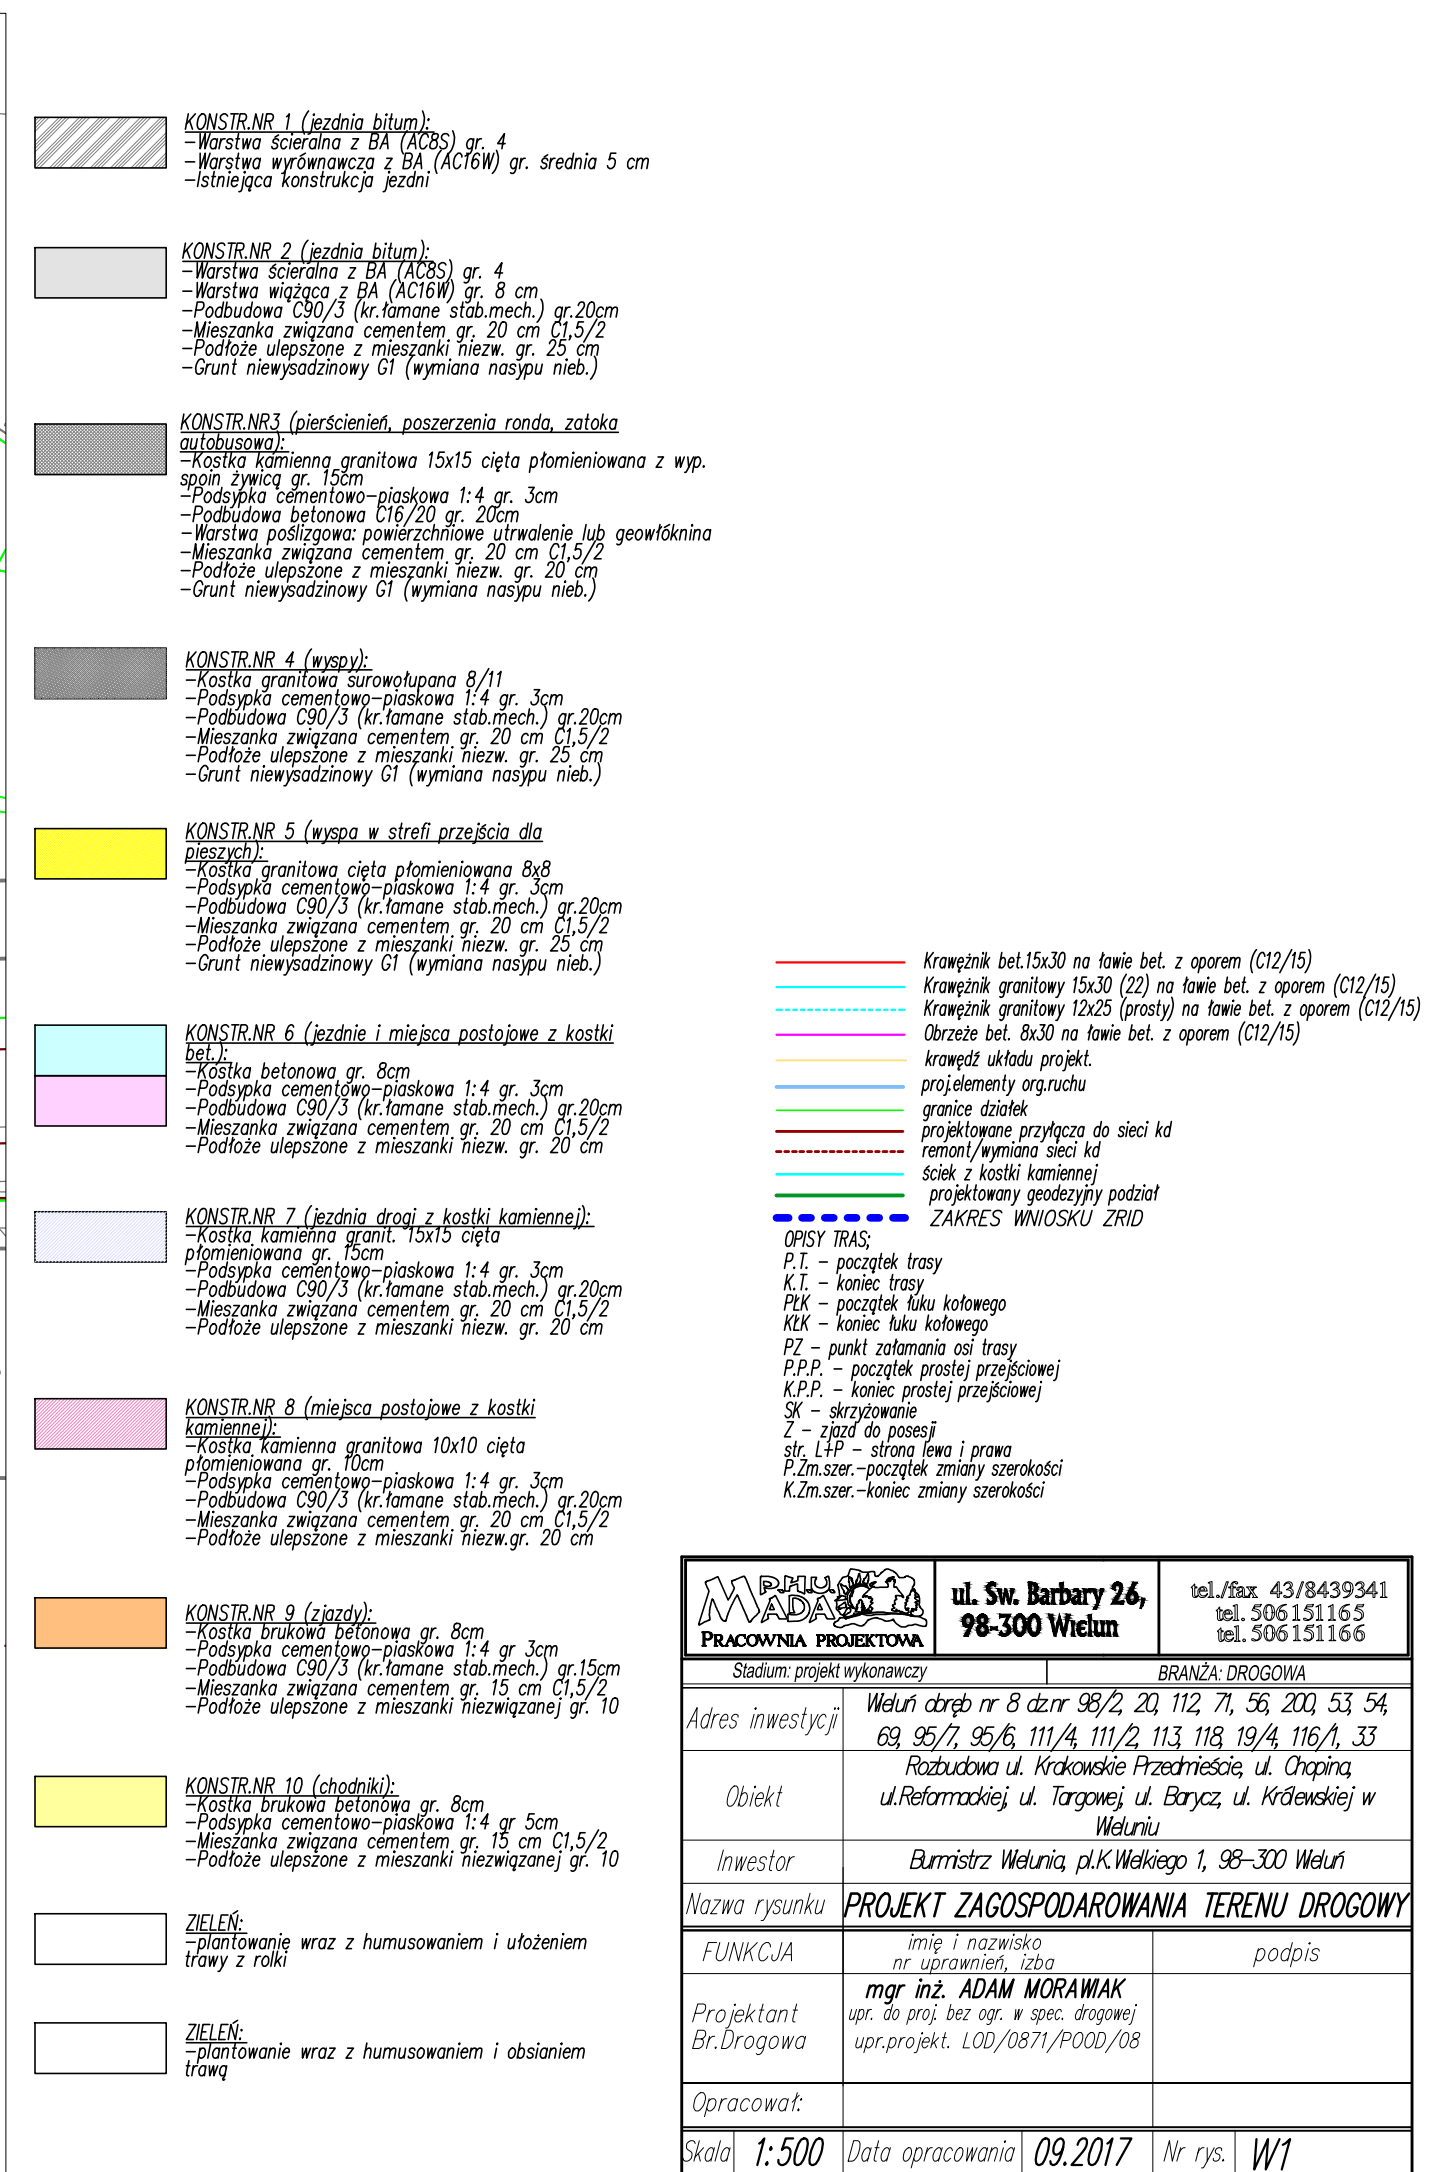 KONSTR.NR 1 (jezdnia bitum):
-Warstwa ścieralna z BA (AC8S) gr. 4
-Warstwa wyrównawcza z BA (AC16W) gr. średnia 5 cm
-Istniejąca konstrukcja jezdni
KONSTR.NR 2 (jezdnia bitum):
-Warstwa ścieralna z BA (AC8S) gr. 4
-Warstwa wiążąca z BA (AC16W) gr. 8 cm
-Podbudowa C90/3 (kr.łamane stab.mech.) gr.20cm
-Mieszanka związana cementem gr. 20 cm C1,5/2
-Podłoże ulepszone z mieszanki niezw. gr. 25 cm
-Grunt niewysadzinowy G1 (wymiana nasypu nieb.)
KONSTR.NR3 (pierścienień, poszerzenia ronda, zatoka
autobusowa):
-Kostka kamienna granitowa 15x15 cięta płomieniowana z wyp.
spoin żywicą gr. 15cm
-Podsypka cementowo-piaskowa 1:4 gr. 3cm
-Podbudowa betonowa C16/20 gr. 20cm
-Warstwa poślizgowa: powierzchniowe utrwalenie lub geowłóknina
-Mieszanka związana cementem gr. 20 cm C1,5/2
-Podłoże ulepszone z mieszanki niezw. gr. 20 cm
-Grunt niewysadzinowy G1 (wymiana nasypu nieb.)
KONSTR.NR 4 (wyspy):
-Kostka granitowa surowołupana 8/11
-Podsypka cementowo-piaskowa 1:4 gr. 3cm
-Podbudowa C90/3 (kr.łamane stab.mech.) gr.20cm
-Mieszanka związana cementem gr. 20 cm C1,5/2
-Podłoże ulepszone z mieszanki niezw. gr. 25 cm
-Grunt niewysadzinowy G1 (wymiana nasypu nieb.)
KONSTR.NR 5 (wyspa w strefi przejścia dla
pieszych):
-Kostka granitowa cięta płomieniowana 8x8
-Podsypka cementowo-piaskowa 1:4 gr. 3cm
-Podbudowa C90/3 (kr.łamane stab.mech.) gr.20cm
-Mieszanka związana cementem gr. 20 cm C1,5/2
-Podłoże ulepszone z mieszanki niezw. gr. 25 cm
-Grunt niewysadzinowy G1 (wymiana nasypu nieb.)
KONSTR.NR 6 (jezdnie i miejsca postojowe z kostki
bet.):
-Kostka betonowa gr. 8cm
-Podsypka cementowo-piaskowa 1:4 gr. 3cm
-Podbudowa C90/3 (kr.łamane stab.mech.) gr.20cm
-Mieszanka związana cementem gr. 20 cm C1,5/2
-Podłoże ulepszone z mieszanki niezw. gr. 20 cm
KONSTR.NR 7 (jezdnia drogi z kostki kamiennej):
-Kostka kamienna granit. 15x15 cięta
płomieniowana gr. 15cm
-Podsypka cementowo-piaskowa 1:4 gr. 3cm
-Podbudowa C90/3 (kr.łamane stab.mech.) gr.20cm
-Mieszanka związana cementem gr. 20 cm C1,5/2
-Podłoże ulepszone z mieszanki niezw. gr. 20 cm
KONSTR.NR 8 (miejsca postojowe z kostki
kamiennej):
-Kostka kamienna granitowa 10x10 cięta
płomieniowana gr. 10cm
-Podsypka cementowo-piaskowa 1:4 gr. 3cm
-Podbudowa C90/3 (kr.łamane stab.mech.) gr.20cm
-Mieszanka związana cementem gr. 20 cm C1,5/2
-Podłoże ulepszone z mieszanki niezw.gr. 20 cm
KONSTR.NR 9 (zjazdy):
-Kostka brukowa betonowa gr. 8cm
-Podsypka cementowo-piaskowa 1:4 gr 3cm
-Podbudowa C90/3 (kr.łamane stab.mech.) gr.15cm
-Mieszanka związana cementem gr. 15 cm C1,5/2
-Podłoże ulepszone z mieszanki niezwiązanej gr. 10
KONSTR.NR 10 (chodniki):
-Kostka brukowa betonowa gr. 8cm
-Podsypka cementowo-piaskowa 1:4 gr 5cm
-Mieszanka związana cementem gr. 15 cm C1,5/2
-Podłoże ulepszone z mieszanki niezwiązanej gr. 10
ZIELEŃ:
-plantowanie wraz z humusowaniem i ułożeniem
trawy z rolki
ZIELEŃ:
-plantowanie wraz z humusowaniem i obsianiem
trawą
Krawężnik bet.15x30 na ławie bet. z oporem (C12/15)
Krawężnik granitowy 15x30 (22) na ławie bet. z oporem (C12/15)
Krawężnik granitowy 12x25 (prosty) na ławie bet. z oporem (C12/15)
Obrzeże bet. 8x30 na ławie bet. z oporem (C12/15)
krawędź układu projekt.
proj.elementy org.ruchu
granice działek
projektowane przyłącza do sieci kd
remont/wymiana sieci kd
ściek z kostki kamiennej
projektowany geodezyjny podział
ZAKRES WNIOSKU ZRID
OPISY TRAS;
P.T. - początek trasy
K.T. - koniec trasy
PŁK - początek łuku kołowego
KŁK - koniec łuku kołowego
PZ - punkt załamania osi trasy
P.P.P. - początek prostej przejściowej
K.P.P. - koniec prostej przejściowej
SK - skrzyżowanie
Z - zjazd do posesji
str. L+P - strona lewa i prawa
P.Zm.szer.-początek zmiany szerokości
K.Zm.szer.-koniec zmiany szerokości
P.H.U.
MADA
PRACOWNIA PROJEKTOWA
ul. Sw. Barbary 26,
98-300 Wielun
tel./fax 43/8439341
tel. 506151165
tel. 506151166
Stadium: projekt wykonawczy BRANŻA: DROGOWA
Adres inwestycji
Wieluń obręb nr 8 dz.nr 98/2, 20, 112, 71, 56, 200, 53, 54,
69, 95/7, 95/6, 111/4, 111/2, 113, 118, 19/4, 116/1, 33
Obiekt
Rozbudowa ul. Krakowskie Przedmieście, ul. Chopina,
ul.Reformackiej, ul. Targowej, ul. Barycz, ul. Królewskiej w
Wieluniu
Inwestor Burmistrz Wielunia, pl.K.Wielkiego 1, 98-300 Wieluń
Nazwa rysunku PROJEKT ZAGOSPODAROWANIA TERENU DROGOWY
FUNKCJA
imię i nazwisko
nr uprawnień, izba
podpis
Projektant
Br.Drogowa
mgr inż. ADAM MORAWIAK
upr. do proj. bez ogr. w spec. drogowej
upr.projekt. LOD/0871/POOD/08
Opracował:
Skala 1:500 Data opracowania 09.2017 Nr rys. W1